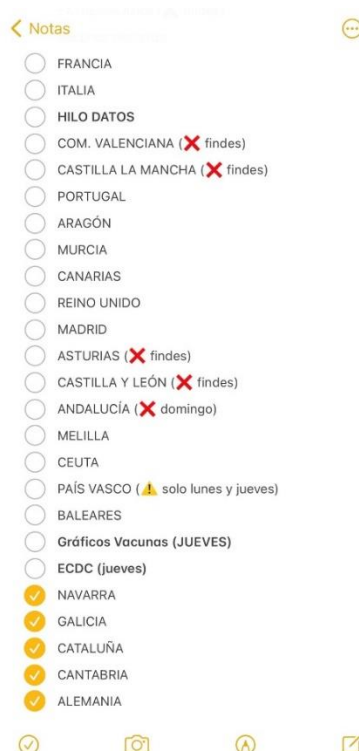 Notas
FRANCIA
ITALIA
HILO DATOS
COM. VALENCIANA (❌ findes)
CASTILLA LA MANCHA (❌ findes)
PORTUGAL
ARAGÓN
MURCIA
CANARIAS
REINO UNIDO
MADRID
ASTURIAS (❌ findes)
CASTILLA Y LEÓN (❌ findes)
ANDALUCÍA (❌ domingo)
MELILLA
CEUTA
PAÍS VASCO (⚠️ solo lunes y jueves)
BALEARES
Gráficos Vacunas (JUEVES)
ECDC (jueves)
NAVARRA
GALICIA
CATALUÑA
CANTABRIA
ALEMANIA